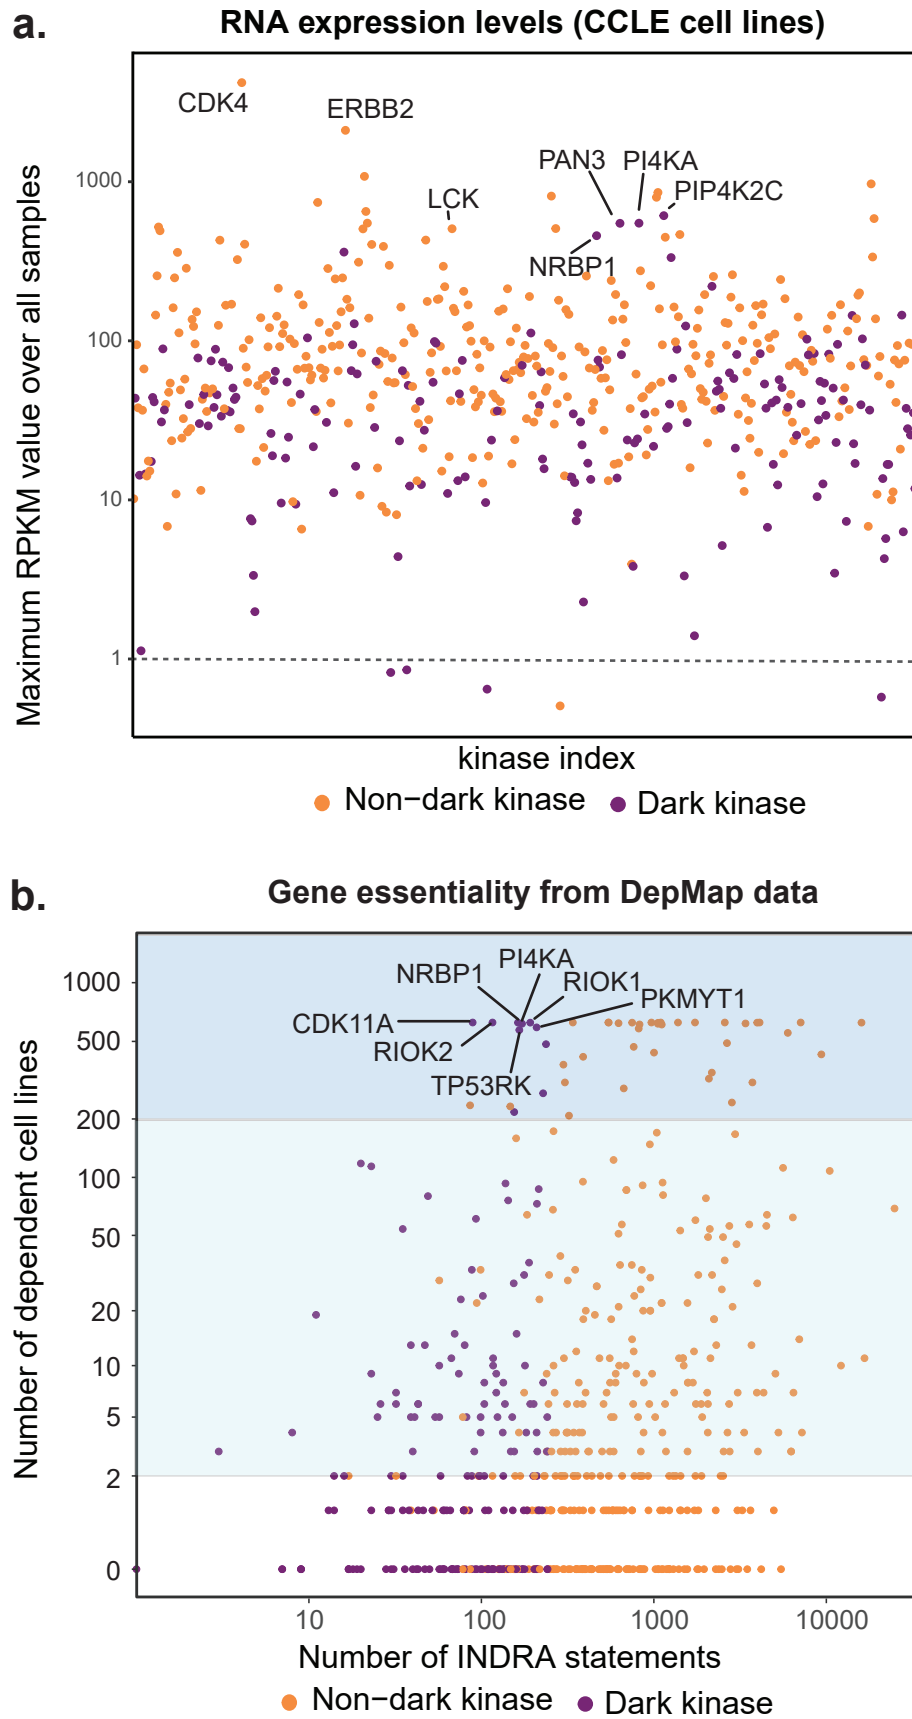 a.
RNA expression levels (CCLE cell lines)
Maximum RPKM value over all samples
1000
100
10
1
CDK4
ERBB2
LCK
PAN3
PI4KA
PIP4K2C
NRBP1
kinase index
Non−dark kinase
Dark kinase
b.
Gene essentiality from DepMap data
Number of dependent cell lines
1000
500
200
100
50
20
10
5
2
0
NRBP1
PI4KA
RIOK1
PKMYT1
CDK11A
RIOK2
TP53RK
10
100
1000
10000
Number of INDRA statements
Non−dark kinase
Dark kinase